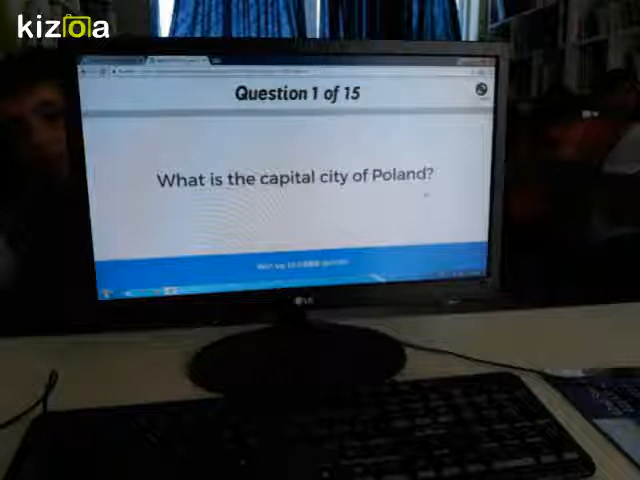 kizoa
Question 1 of 15
What is the capital city of Poland?
LG